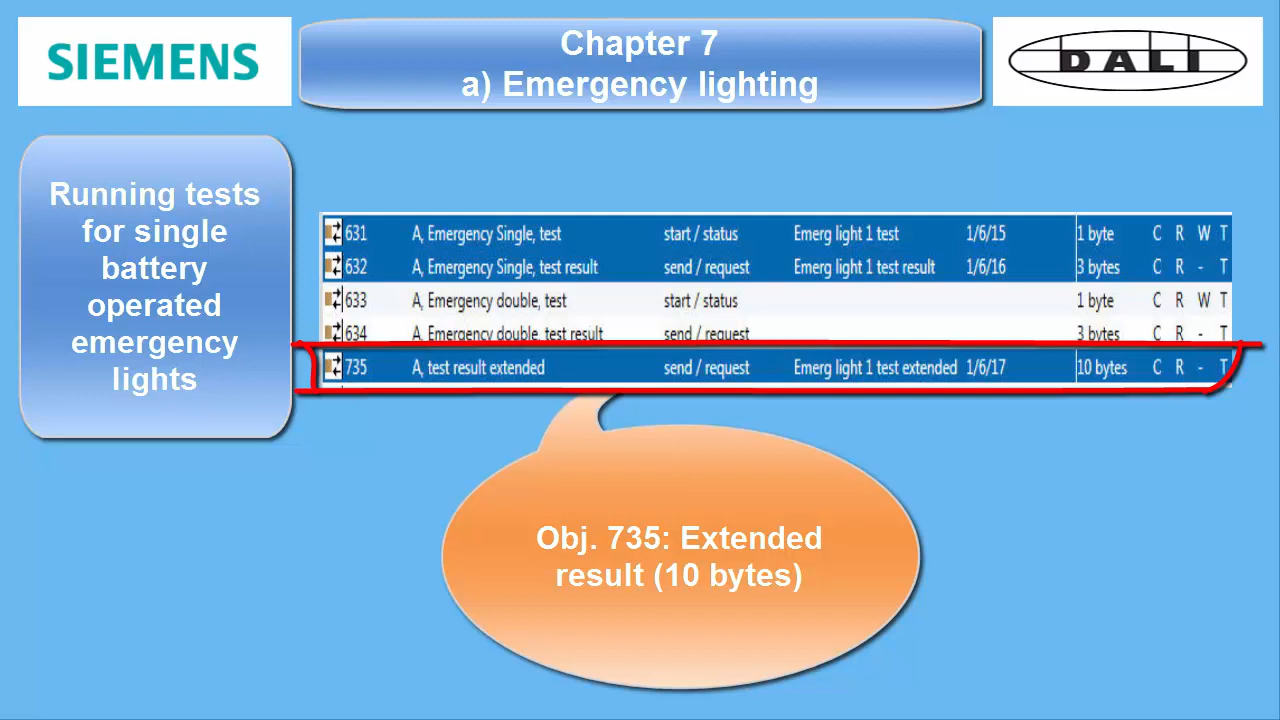 SIEMENS
Chapter 7
a) Emergency lighting
DALI
Running tests
for single
battery
operated
emergency
lights
631 A, Emergency Single, test start / status Emerg light 1 test 1/6/15 1 byte C R W T
632 A, Emergency Single, test result send / request Emerg light 1 test result 1/6/16 3 bytes C R - T
633 A, Emergency double, test start / status 1 byte C R W T
634 A, Emergency double, test result send / request 3 bytes C R - T
735 A, test result extended send / request Emerg light 1 test extended 1/6/17 10 bytes C R - T
Obj. 735: Extended
result (10 bytes)